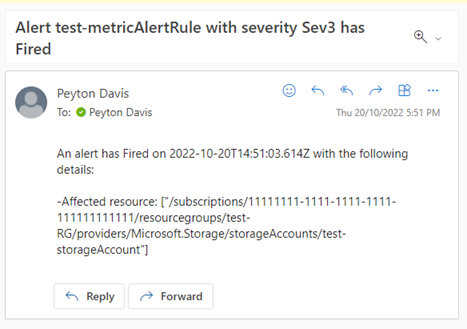 Alert test-metricAlertRule with severity Sev3 has
Fired
Peyton Davis
To: Peyton Davis
Thu 20/10/2022 5:51 PM
An alert has Fired on 2022-10-20T14:51:03.614Z with the following
details:
-Affected resource: ["/subscriptions/11111111-1111-1111-1111-
111111111111/resourcegroups/test-
RG/providers/Microsoft.Storage/storageAccounts/test-
storageAccount"]
Reply
Forward